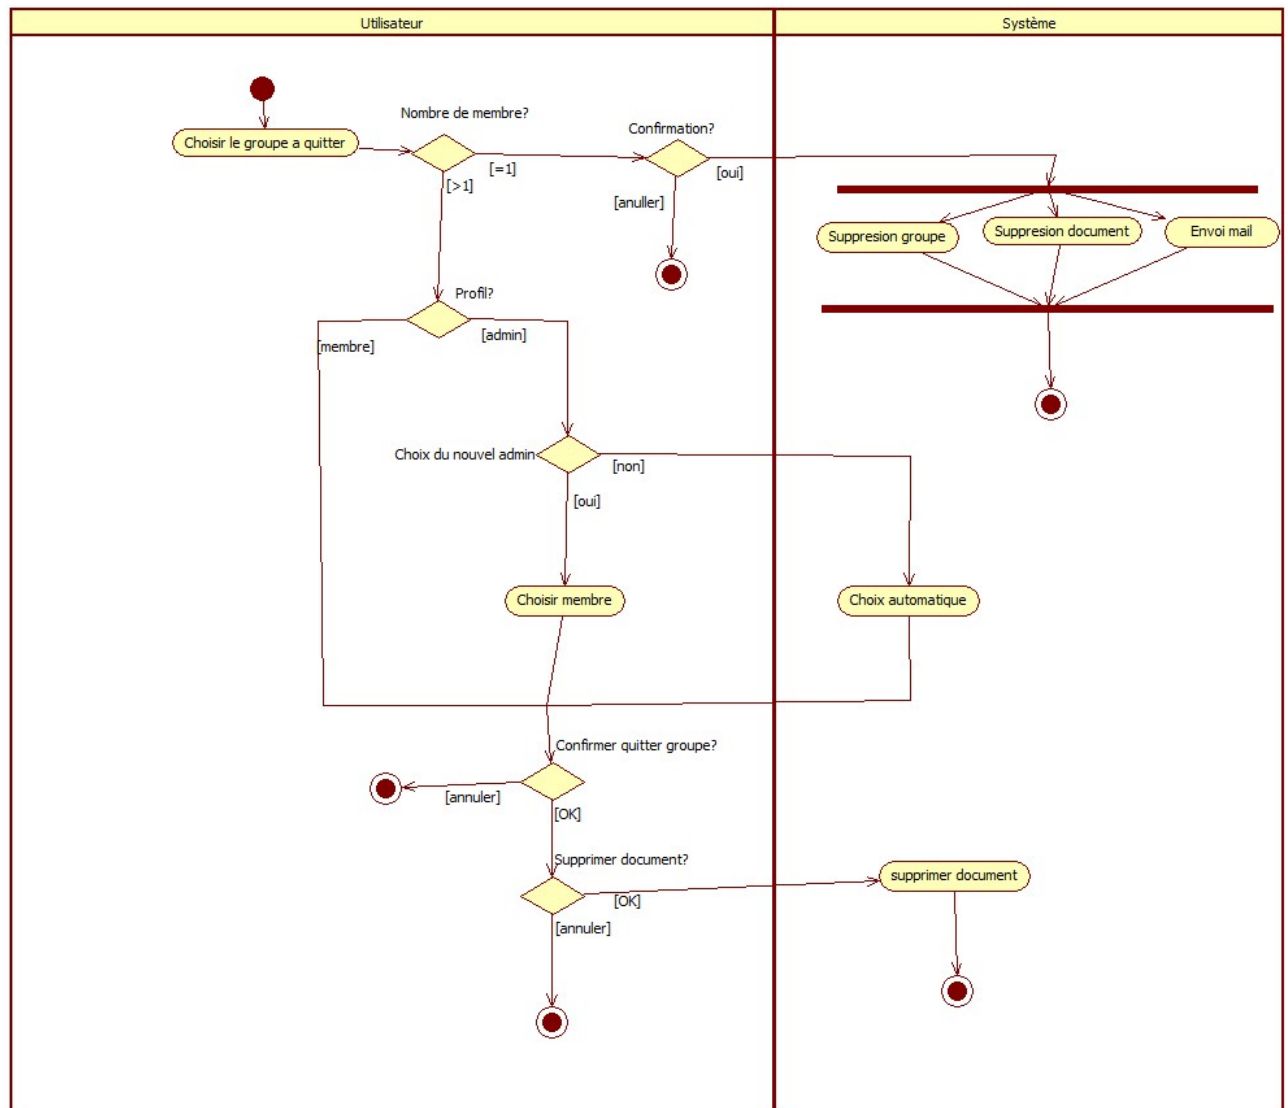 Utilisateur
Système
Nombre de membre?
Confirmation?
Choisir le groupe a quitter
[=1]
[oui]
[>1]
[anuller]
Suppresion groupe
Suppresion document
Envoi mail
Profil?
[membre]
[admin]
Choix du nouvel admin
[non]
[oui]
Choisir membre
Choix automatique
Confirmer quitter groupe?
[annuler]
[OK]
Supprimer document?
supprimer document
[OK]
[annuler]